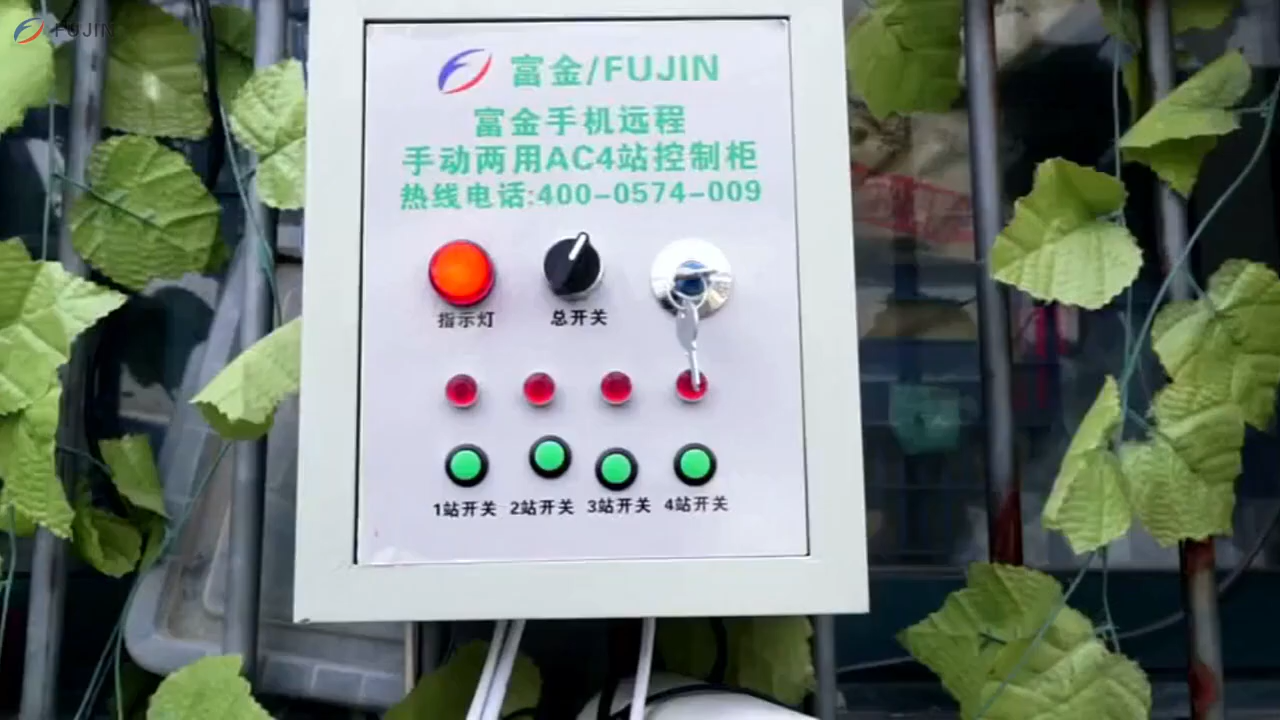 FUJIN
富金/FUJIN
富金手机远程
手动两用AC4站控制柜
热线电话:400-0574-009
指示灯 总开关
1站开关 2站开关 3站开关 4站开关